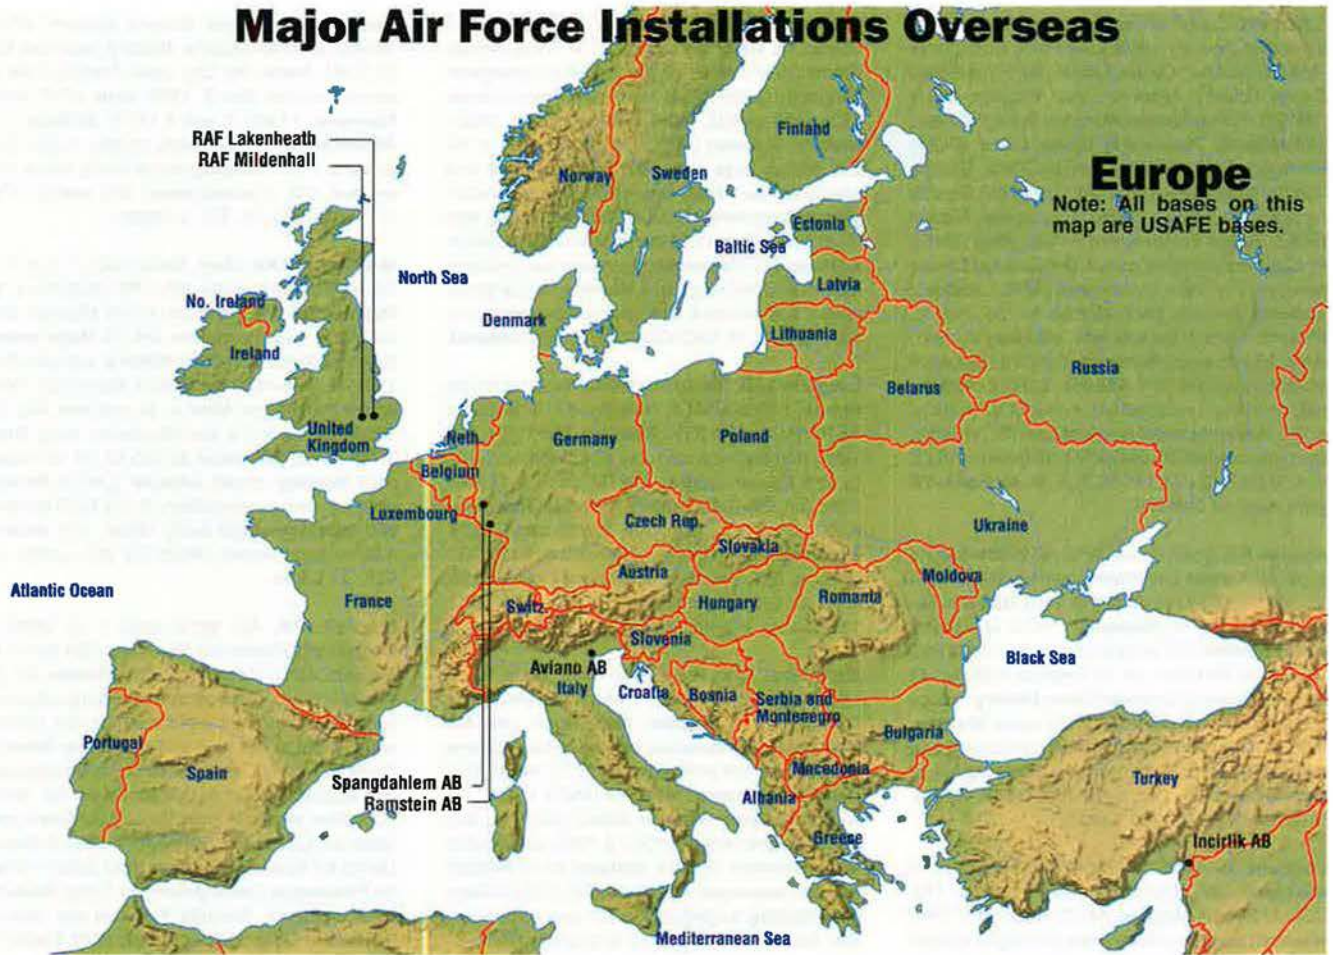 Major Air Force Installations Overseas
RAF Lakenheath
RAF Mildenhall
Europe
Note: All bases on this
map are USAFE bases.
Finland
Norway
Sweden
Estonia
Baltic Sea
North Sea
Latvia
No. Ireland
Denmark
Lithuania
Ireland
Russia
Belarus
United
Kingdom
Neth
Germany
Poland
Belgium
Luxembourg
Czech Rep.
Ukraine
Slovakia
Austria
Moldova
Atlantic Ocean
France
Switz
Hungary
Romania
Slovenia
Black Sea
Aviano AB
Italy
Croatia
Bosnia
Serbia and
Montenegro
Bulgaria
Portugal
Spain
Macedonia
Turkey
Spangdahlem AB
Ramstein AB
Albania
Greece
Incirlik AB
Mediterranean Sea